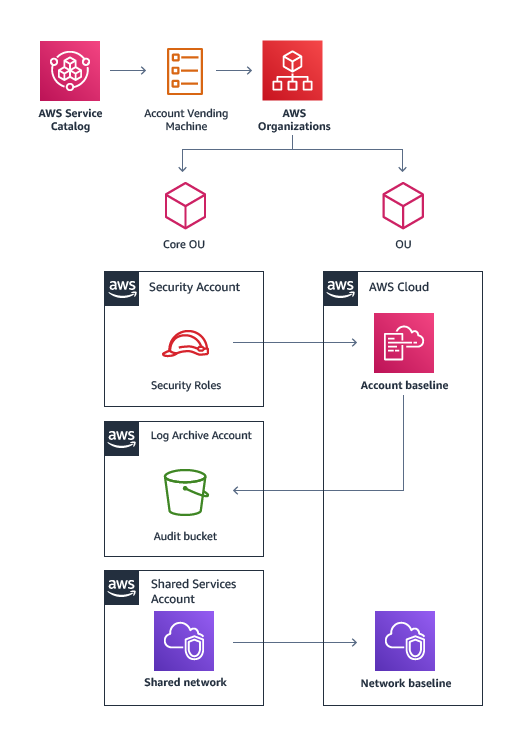 AWS Service
Catalog
Account Vending
Machine
AWS
Organizations
Core OU
OU
aws
Security Account
Security Roles
aws
AWS Cloud
Account baseline
aws
Log Archive Account
Audit bucket
aws
Shared Services
Account
Shared network
Network baseline